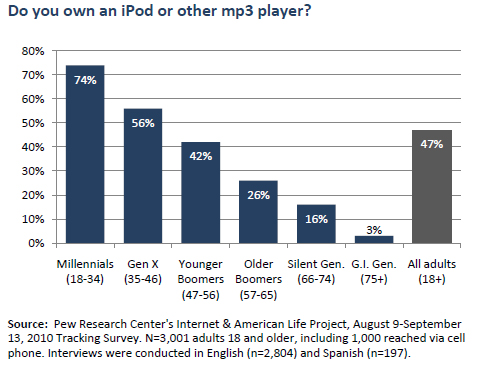 Do you own an iPod or other mp3 player?
80%
70%
60%
50%
40%
30%
20%
10%
0%
74%
56%
42%
26%
16%
3%
47%
Millennials Gen X Younger Older Silent Gen. G.I. Gen. All adults
(18-34) (35-46) Boomers Boomers (66-74) (75+) (18+)
(47-56) (57-65)
Source: Pew Research Center's Internet & American Life Project, August 9-September
13, 2010 Tracking Survey. N=3,001 adults 18 and older, including 1,000 reached via cell
phone. Interviews were conducted in English (n=2,804) and Spanish (n=197).